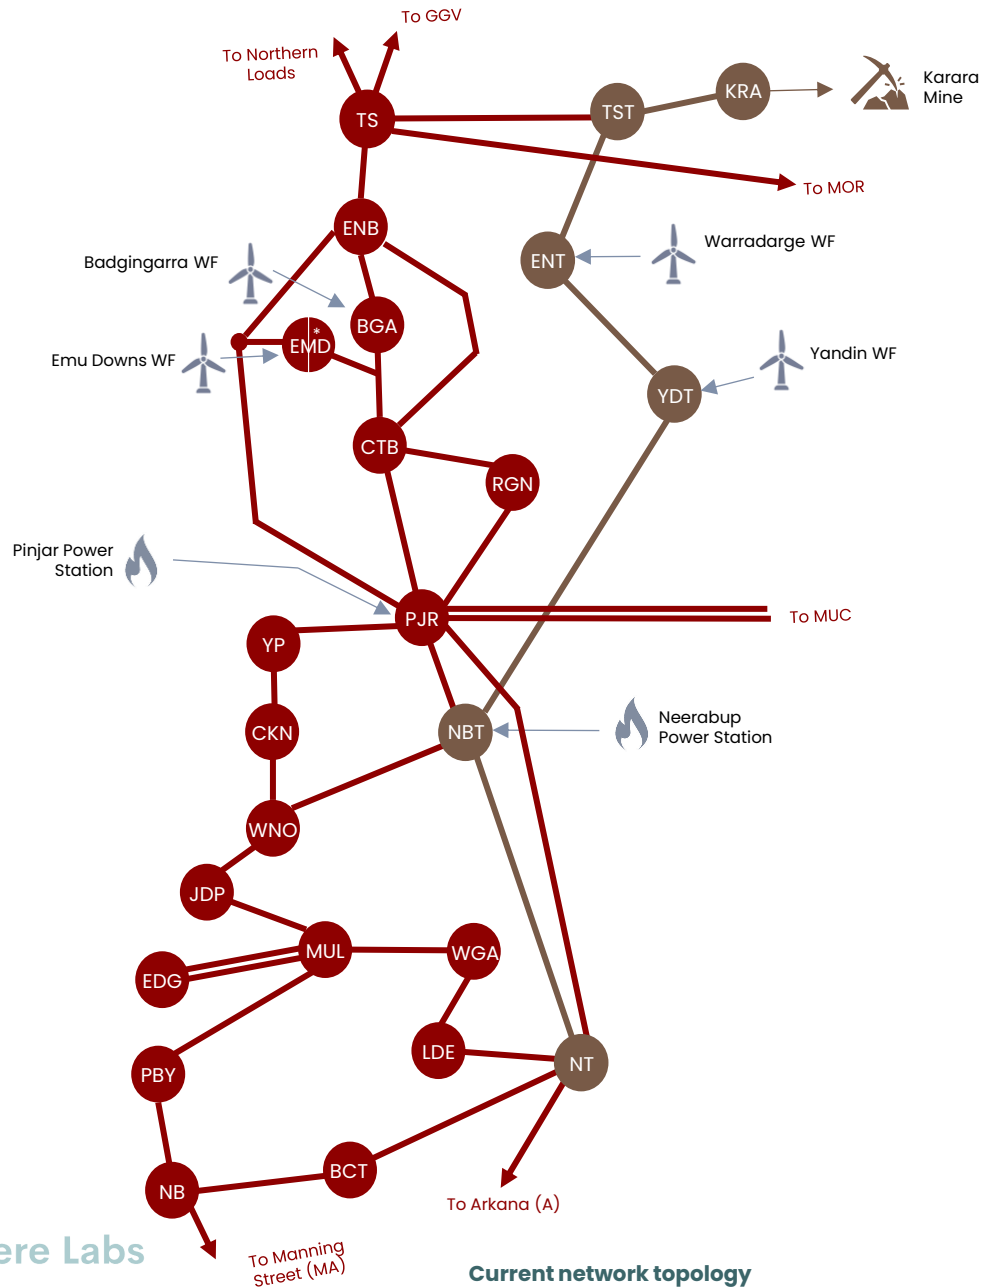 To GGV
To Northern
Loads
KRA
Karara
Mine
TST
TS
To MOR
ENB
Warradarge WF
Badgingarra WF
ENT
BGA
*
EMD
Emu Downs WF
Yandin WF
YDT
CTB
RGN
Pinjar Power
Station
PJR
To MUC
YP
Neerabup
Power Station
NBT
CKN
WNO
JDP
MUL
WGA
EDG
LDE
NT
PBY
BCT
NB
To Arkana (A)
To Manning
Street (MA)
ere Labs
Current network topology